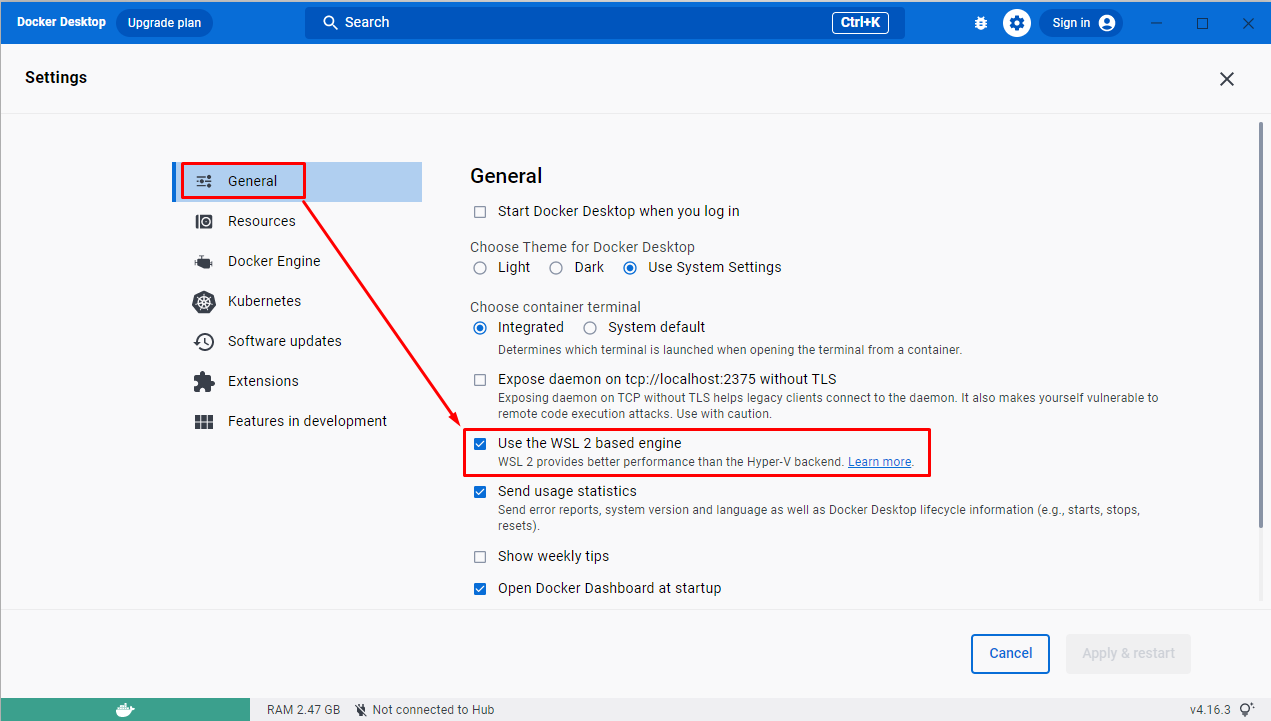 Docker Desktop
Upgrade plan
Search
Ctrl+K
Sign in
Settings
General
Resources
Docker Engine
Kubernetes
Software updates
Extensions
Features in development
General
Start Docker Desktop when you log in
Choose Theme for Docker Desktop
Light Dark Use System Settings
Choose container terminal
Integrated System default
Determines which terminal is launched when opening the terminal from a container.
Expose daemon on tcp://localhost:2375 without TLS
Exposing daemon on TCP without TLS helps legacy clients connect to the daemon. It also makes yourself vulnerable to
remote code execution attacks. Use with caution.
Use the WSL 2 based engine
WSL 2 provides better performance than the Hyper-V backend. Learn more.
Send usage statistics
Send error reports, system version and language as well as Docker Desktop lifecycle information (e.g., starts, stops,
resets).
Show weekly tips
Open Docker Dashboard at startup
Cancel
Apply & restart
RAM 2.47 GB
Not connected to Hub
v4.16.3